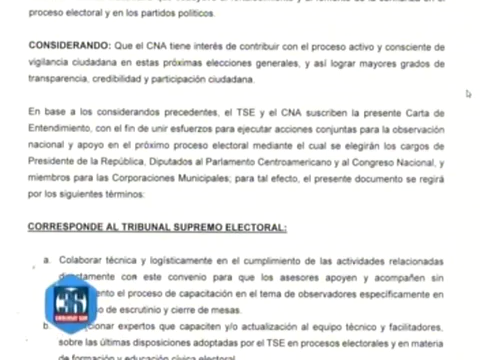 proceso electoral y en los partidos políticos.
CONSIDERANDO: Que el CNA tiene interés de contribuir con el proceso activo y consciente de
vigilancia ciudadana en estas próximas elecciones generales, y así lograr mayores grados de
transparencia, credibilidad y participación ciudadana.
En base a los considerandos precedentes, el TSE y el CNA suscriben la presente Carta de
Entendimiento, con el fin de unir esfuerzos para ejecutar acciones conjuntas para la observación
nacional y apoyo en el próximo proceso electoral mediante el cual se elegirán los cargos de
Presidente de la República, Diputados al Parlamento Centroamericano y al Congreso Nacional, y
miembros para las Corporaciones Municipales; para tal efecto, el presente documento se regirá
por los siguientes términos:
CORRESPONDE AL TRIBUNAL SUPREMO ELECTORAL:
a. Colaborar técnica y logísticamente en el cumplimiento de las actividades relacionadas
directamente con este convenio para que los asesores apoyen y acompañen sin
ento el proceso de capacitación en el tema de observadores específicamente en
o de escrutinio y cierre de mesas.
b. cionar expertos que capaciten y/o actualización al equipo técnico y facilitadores,
sobre las últimas disposiciones adoptadas por el TSE en procesos electorales y en materia
de formación y educación cívica electoral.